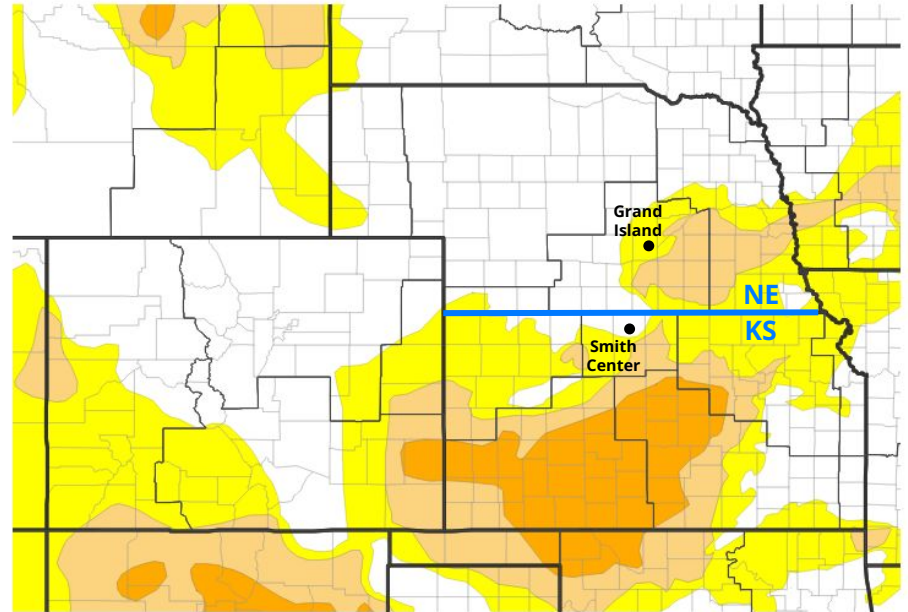 Grand
Island
NE
KS
Smith
Center